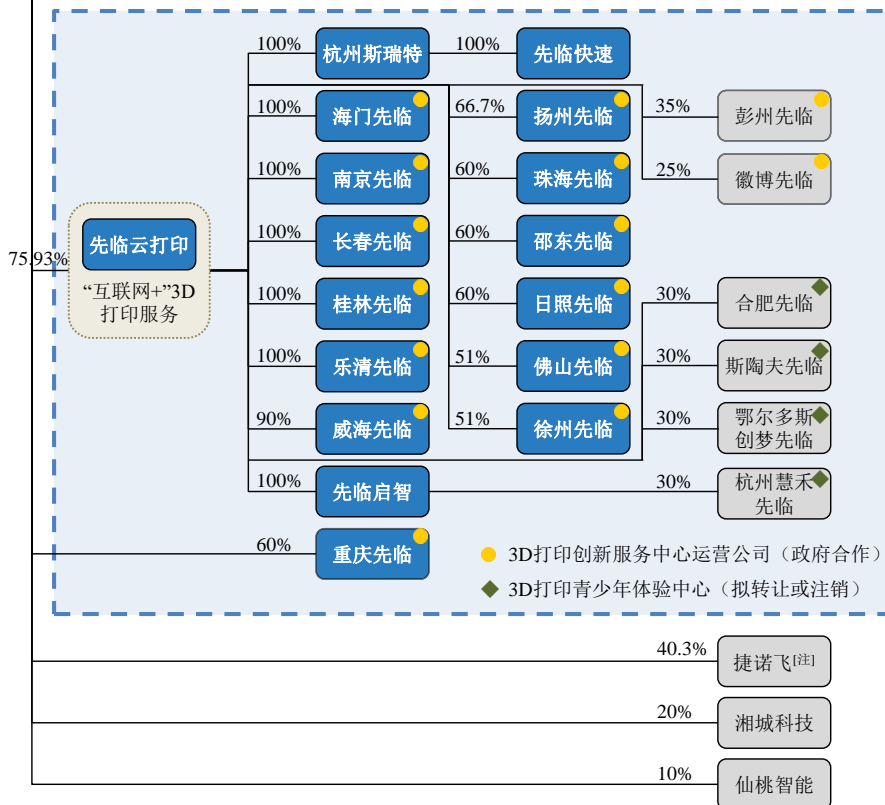 100%
杭州斯瑞特
100%
先临快速
100%
海门先临
66.7%
扬州先临
35%
彭州先临
100%
南京先临
60%
珠海先临
25%
徽博先临
75.93%
先临云打印
“互联网+”3D
打印服务
100%
长春先临
60%
邵东先临
100%
桂林先临
60%
日照先临
30%
合肥先临
100%
乐清先临
51%
佛山先临
30%
斯陶夫先临
90%
威海先临
51%
徐州先临
30%
鄂尔多斯
创梦先临
100%
先临启智
30%
杭州慧禾
先临
60%
重庆先临
3D打印创新服务中心运营公司（政府合作）
3D打印青少年体验中心（拟转让或注销）
40.3%
捷诺飞[注]
20%
湘城科技
10%
仙桃智能